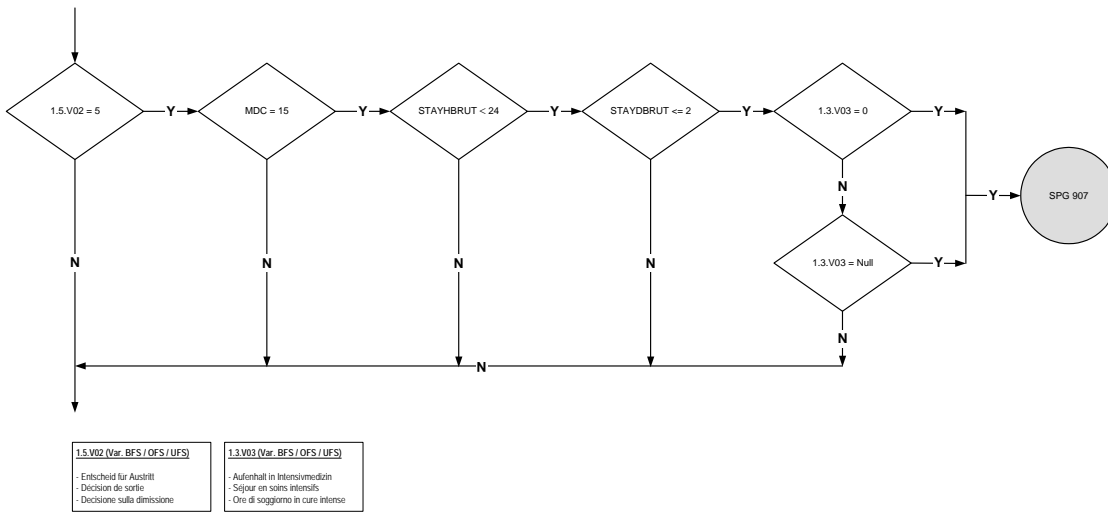 1.5.V02 = 5
Y
MDC = 15
Y
STAYHBRUT < 24
Y
STAYDBRUT <= 2
Y
1.3.V03 = 0
Y
N
Y
SPG 907
N
N
N
N
1.3.V03 = Null
Y
N
N
1.5.V02 (Var. BFS / OFS / UFS)
- Entscheid für Austritt
- Décision de sortie
- Decisione sulla dimissione
1.3.V03 (Var. BFS / OFS / UFS)
- Aufenhalt in Intensivmedizin
- Séjour en soins intensifs
- Ore di soggiorno in cure intense